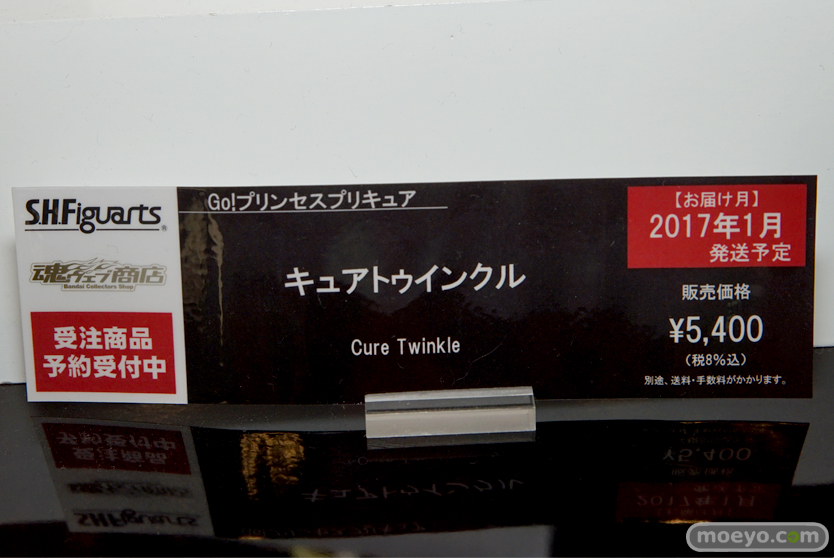 S.H.Figuarts
®
魂ウェブ商店
Bandai Collectors Shop
受注商品
予約受付中
Go!プリンセスプリキュア
キュアトゥインクル
Cure Twinkle
【お届け月】
2017年1月
発送予定
販売価格
¥5,400
(税8%込)
別途、送料・手数料がかかります。
moeyo.com